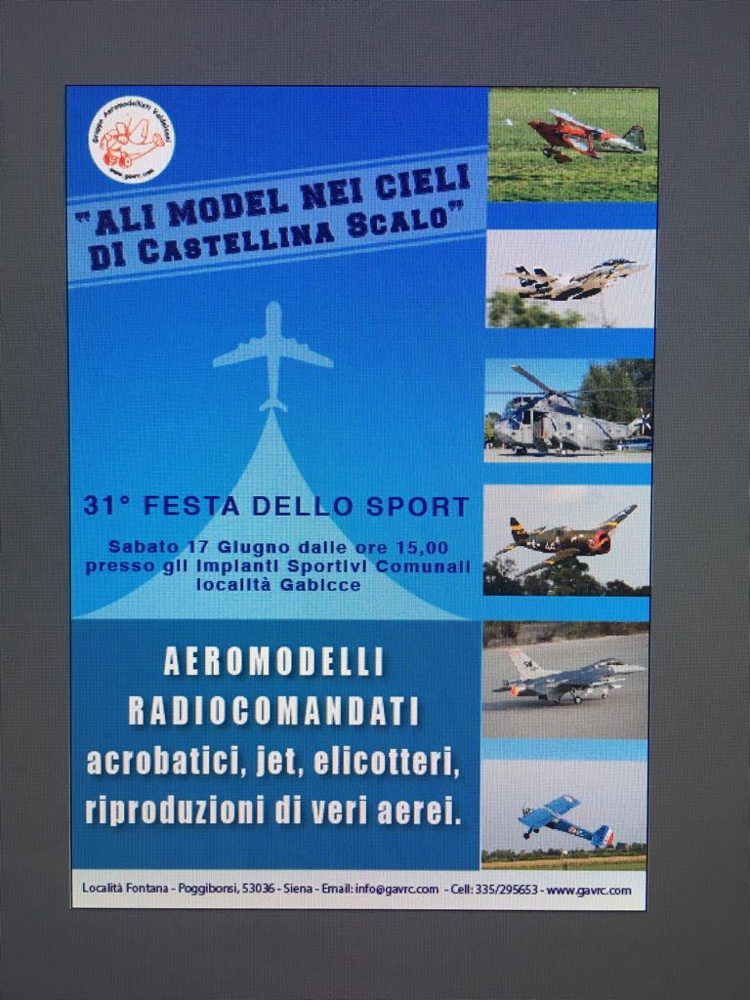 Gruppo Aeromodellisti Valdelsani
www.gavrc.com
"ALI MODEL NEI CIELI
DI CASTELLINA SCALO"
31° FESTA DELLO SPORT
Sabato 17 Giugno dalle ore 15,00
presso gli Impianti Sportivi Comunali
località Gabicce
AEROMODELLI
RADIOCOMANDATI
acrobatici, jet, elicotteri,
riproduzioni di veri aerei.
Località Fontana - Poggibonsi, 53036 - Siena - Email: info@gavrc.com - Cell: 335/295653 - www.gavrc.com